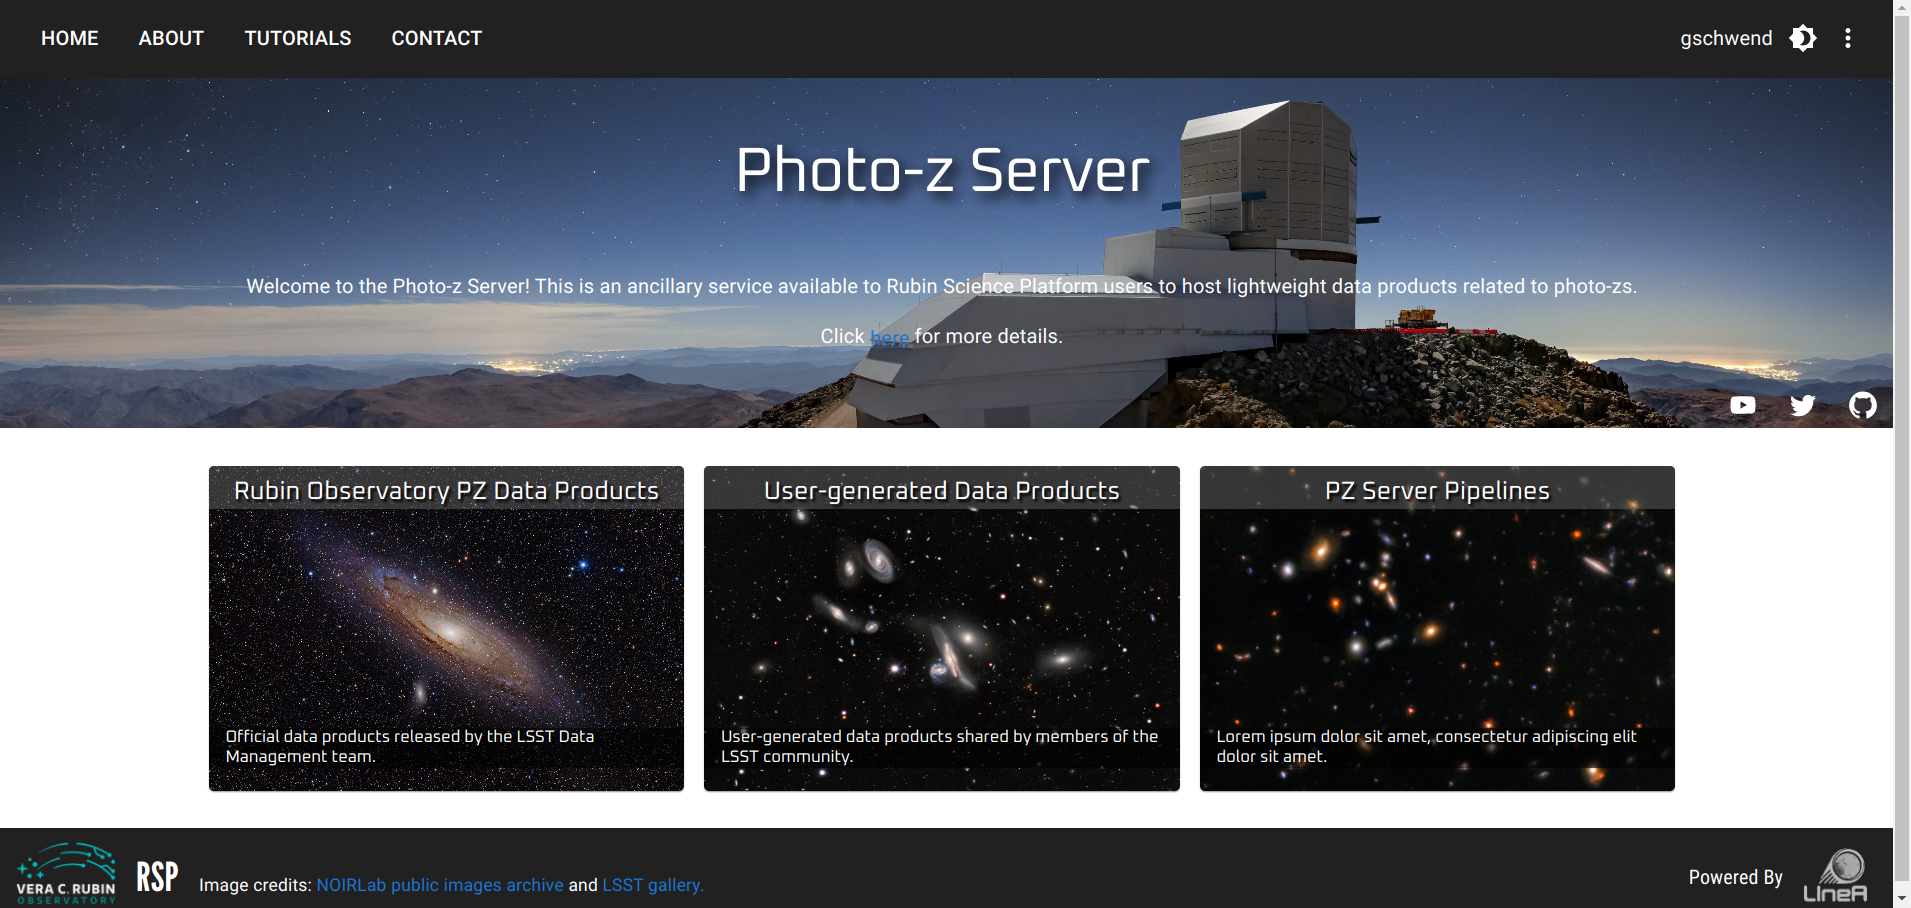 HOME ABOUT TUTORIALS CONTACT gschwend
Photo-z Server
Welcome to the Photo-z Server! This is an ancillary service available to Rubin Science Platform users to host lightweight data products related to photo-zs.
Click here for more details.
Rubin Observatory PZ Data Products
Official data products released by the LSST Data
Management team.
User-generated Data Products
User-generated data products shared by members of the
LSST community.
PZ Server Pipelines
Lorem ipsum dolor sit amet, consectetur adipiscing elit
dolor sit amet.
VERA C. RUBIN
OBSERVATORY
RSP
Image credits: NOIRLab public images archive and LSST gallery.
Powered By
LIneA